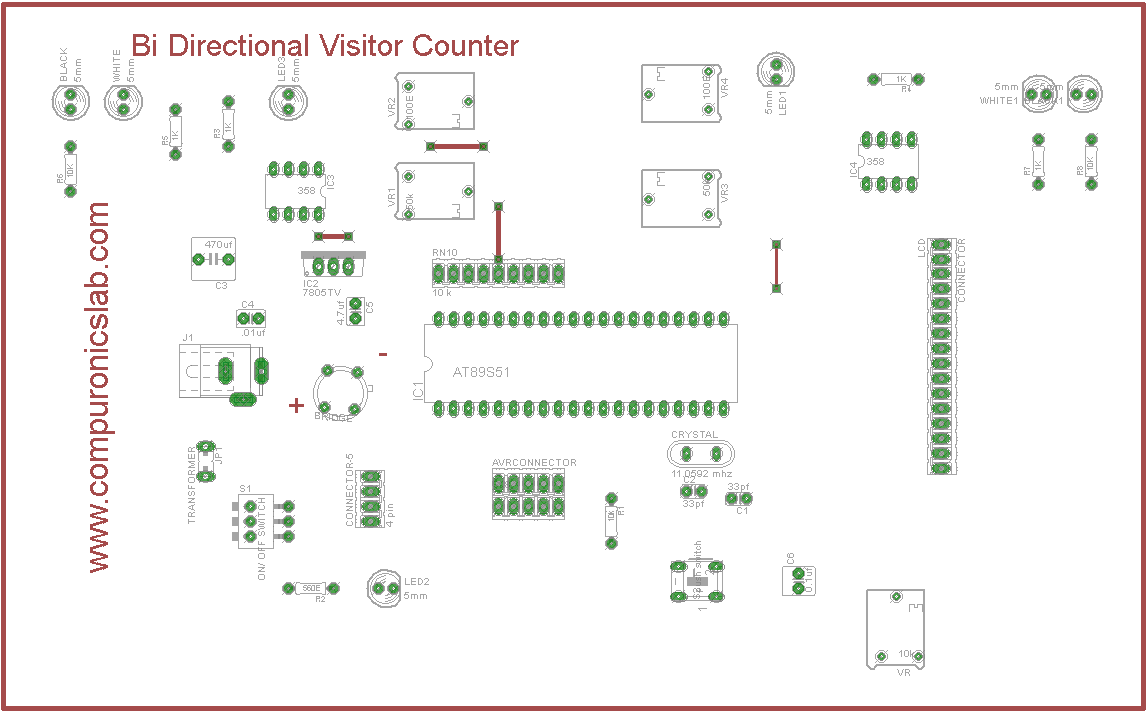 Bi Directional Visitor Counter
BLACK
5mm
WHITE
5mm
LED3
5mm
VR2
100E
100E
VR4
5mm
LED1
1K
R4
5mm
5mm
WHITE1
BLACK1
R5
1K
R3
1K
R6
10K
IC3
358
VR1
50k
50k
VR3
IC4
358
R7
1K
R8
10K
www.compuronicslab.com
470uf
C3
IC2
7805TV
RN10
10k
LCD
CONNECTOR
C4
.01uf
4.7uf
C5
J1
-
+
BRIDGE
IC1
AT89S51
TRANSFORMER
JP1
CONNECTOR-5
4 pin
AVRCONNECTOR
CRYSTAL
11.0592 mhz
C2
33pf
33pf
C1
S1
ON/ OFF SWITCH
10K
R1
560E
R2
LED2
5mm
push switch
1
C6
0.1uf
10k
VR